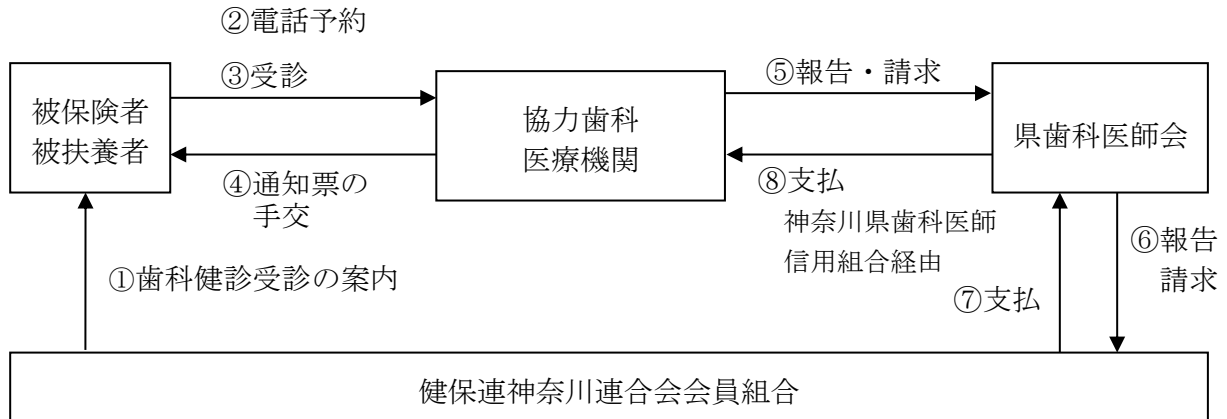 ②電話予約
③受診
⑤報告・請求
被保険者
被扶養者
協力歯科
医療機関
県歯科医師会
④通知票の
手交
⑧支払
神奈川県歯科医師
信用組合経由
⑥報告
請求
①歯科健診受診の案内
⑦支払
健保連神奈川連合会会員組合